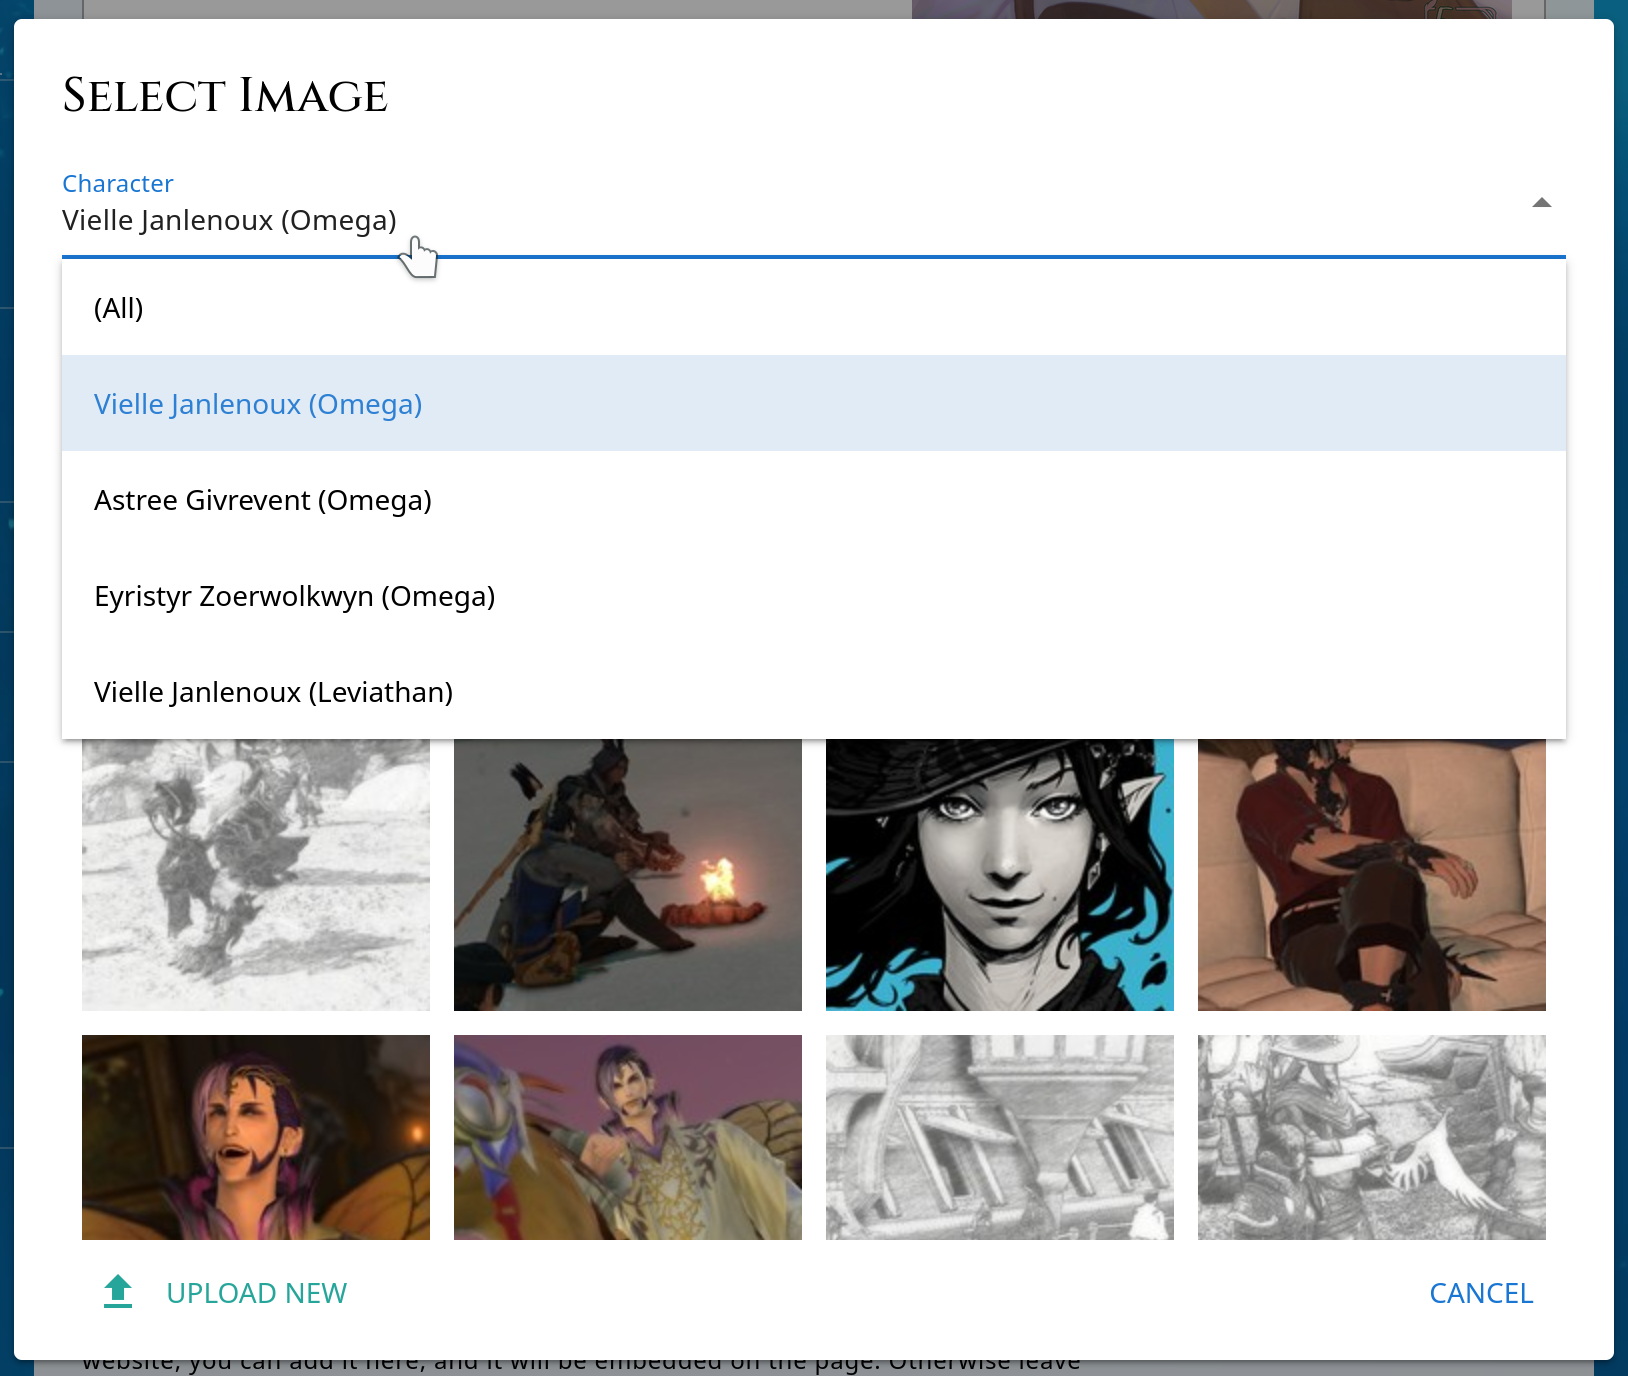 Select Image
Character
Vielle Janlenoux (Omega)
(All)
Vielle Janlenoux (Omega)
Astree Givrevent (Omega)
Eyristyr Zoerwolkwyn (Omega)
Vielle Janlenoux (Leviathan)
UPLOAD NEW
CANCEL
website, you can add it here, and it will be embedded on the page. Otherwise leave